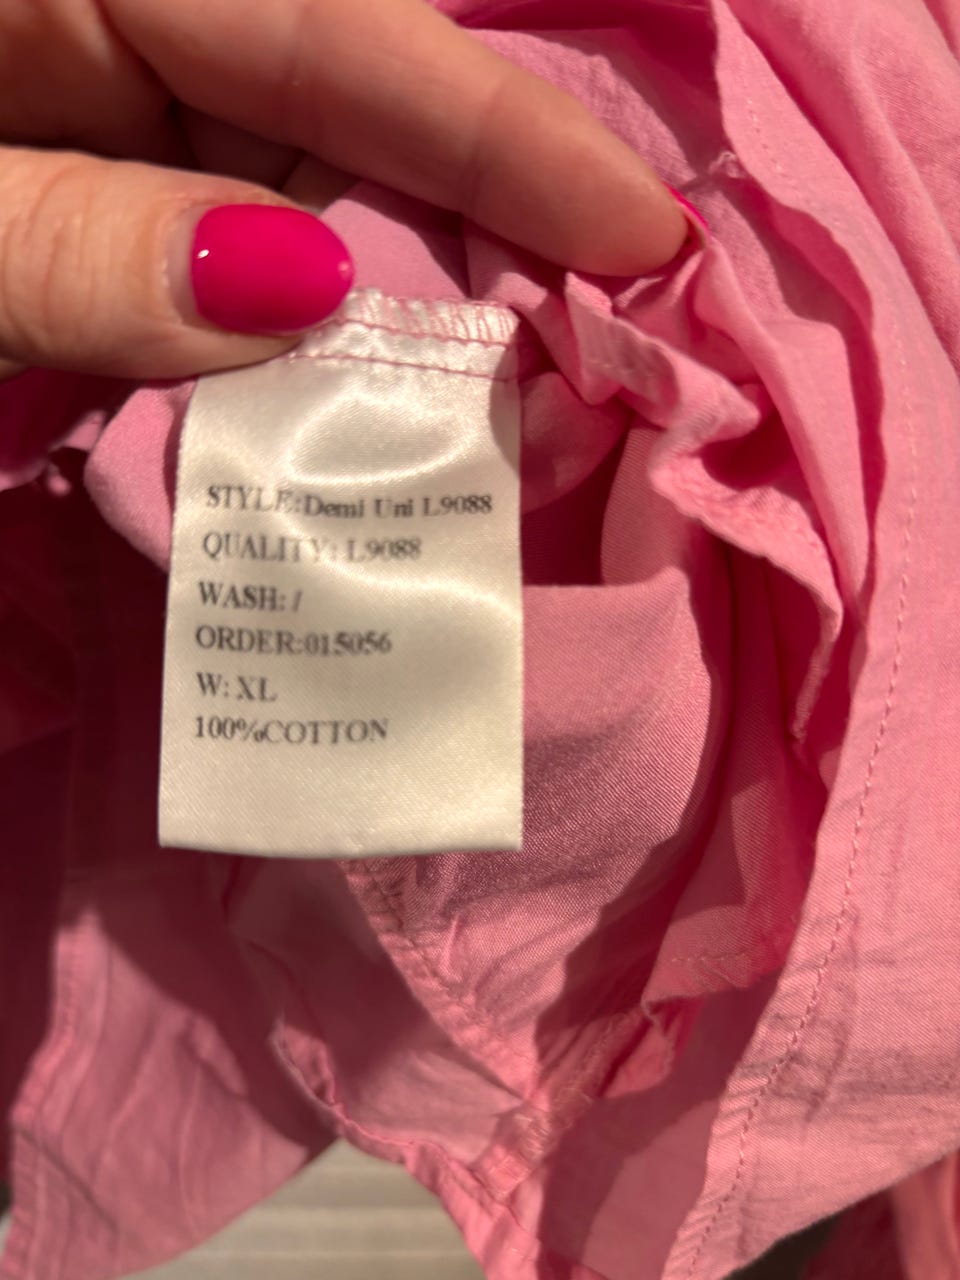 STYLE:Demi Uni L9088
QUALITY: L9088
WASH: /
ORDER:015056
W: XL
100%COTTON